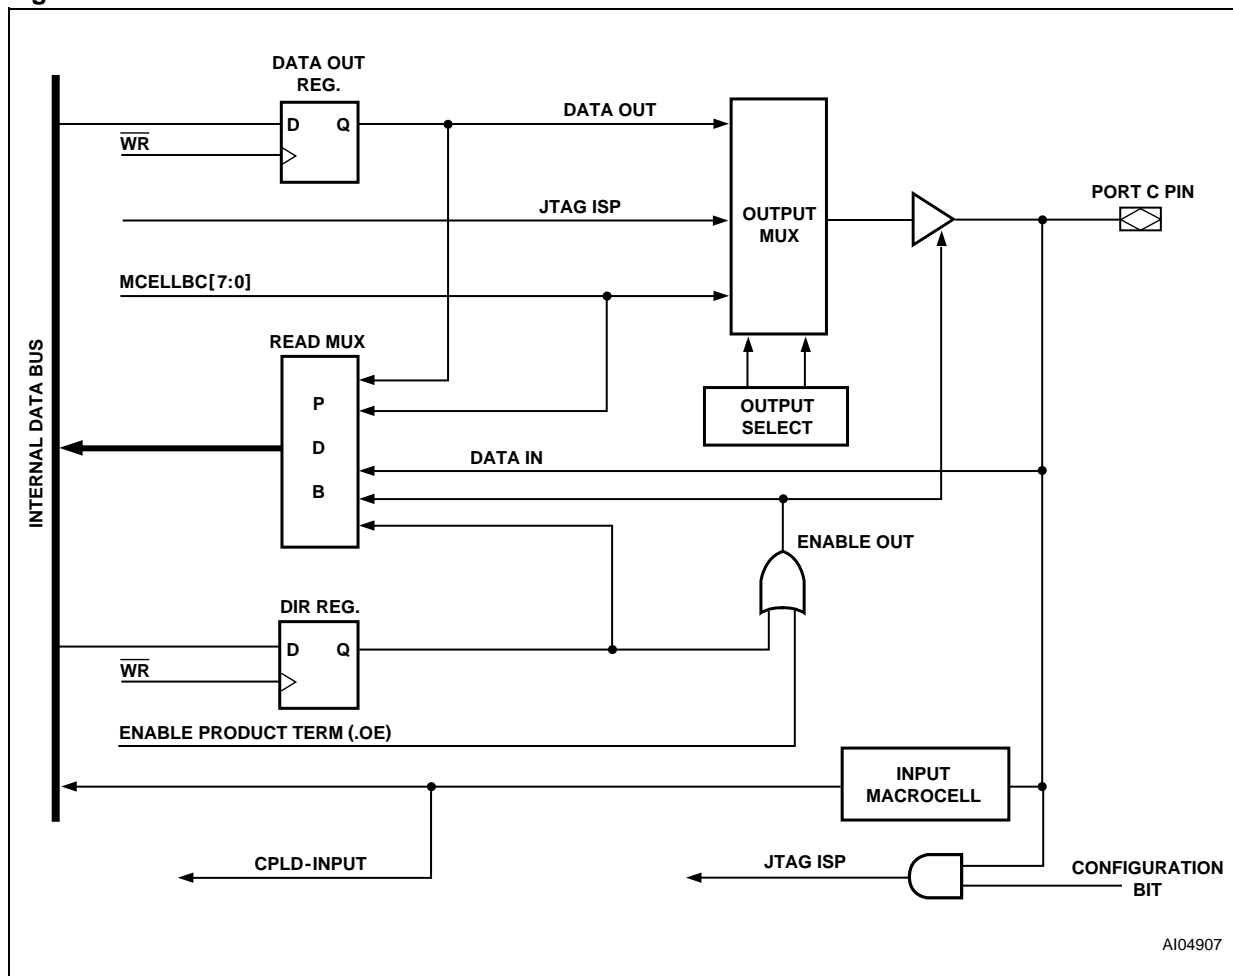 DATA OUT
REG.
D Q
WR
DATA OUT
JTAG ISP
MCELLBC[7:0]
OUTPUT
MUX
PORT C PIN
READ MUX
P
D
B
OUTPUT
SELECT
INTERNAL DATA BUS
DATA IN
ENABLE OUT
DIR REG.
D Q
WR
ENABLE PRODUCT TERM (.OE)
INPUT
MACROCELL
CPLD-INPUT
JTAG ISP
CONFIGURATION
BIT
AI04907